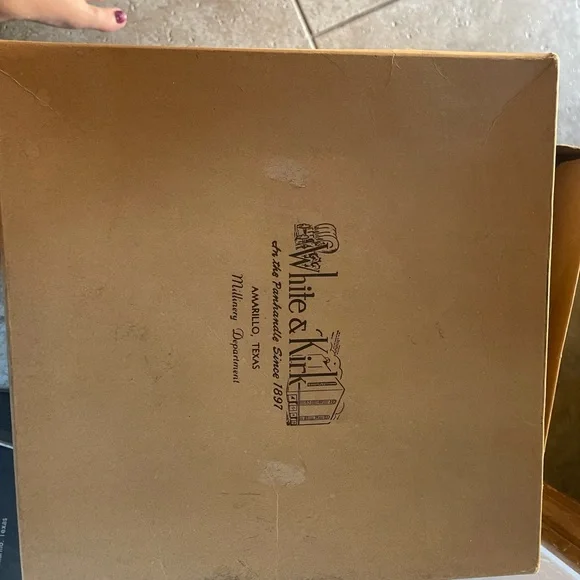 White & Kirk
In the Panhandle Since 1897
AMARILLO, TEXAS
Millinery Department